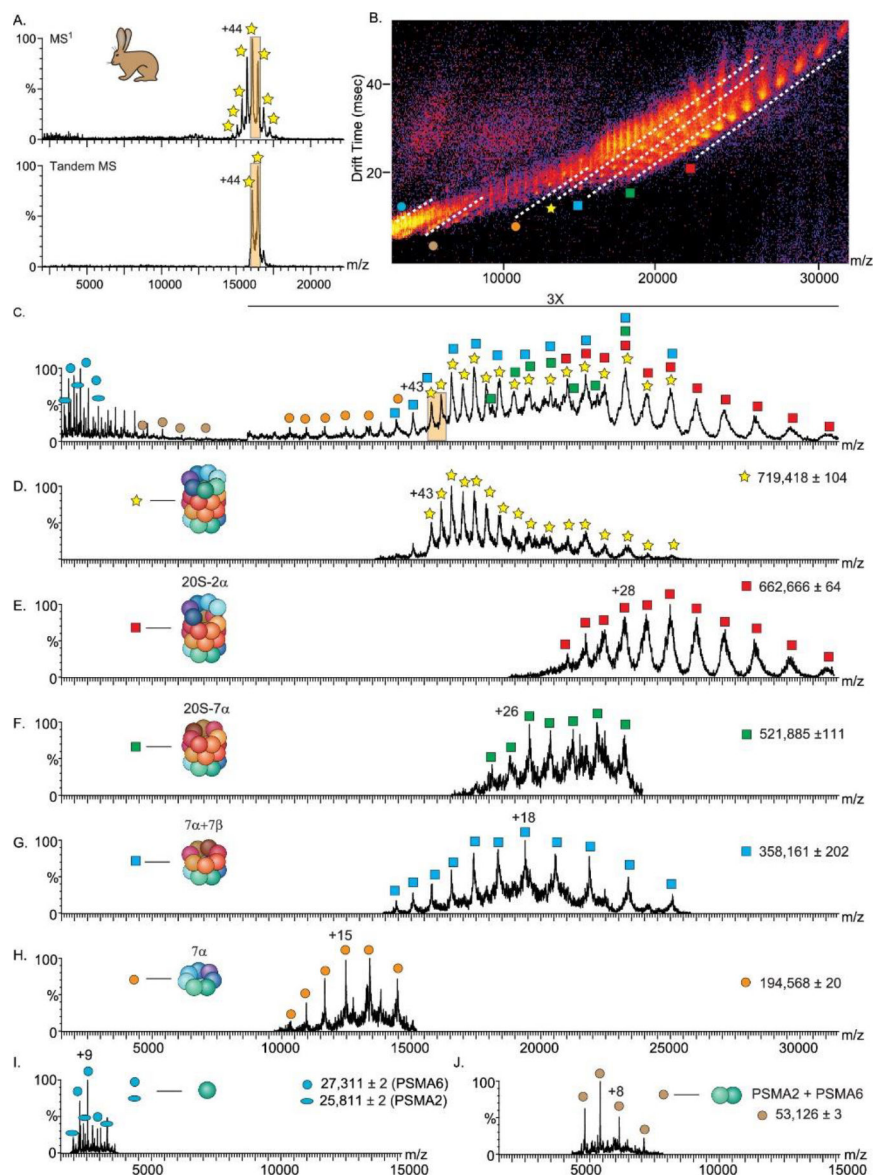 A.
MS¹
+44
%
100
%
0
Tandem MS
+44
100
%
0
5000 10000 15000 20000 m/z
B.
Drift Time (msec)
40
20
10000 20000 30000 m/z
3X
C.
100
%
0
+43
m/z
D.
100
%
0
+43
719,418 ± 104
m/z
E.
20S-2α
100
%
0
+28
662,666 ± 64
m/z
F.
20S-7α
100
%
0
+26
521,885 ±111
m/z
G.
7α+7β
100
%
0
+18
358,161 ± 202
m/z
H.
7α
100
%
0
+15
194,568 ± 20
5000 10000 15000 20000 25000 30000 m/z
I.
+9
100
%
0
27,311 ± 2 (PSMA6)
25,811 ± 2 (PSMA2)
5000 10000 15000 m/z
J.
100
%
0
+8
PSMA2 + PSMA6
53,126 ± 3
5000 10000 15000 m/z